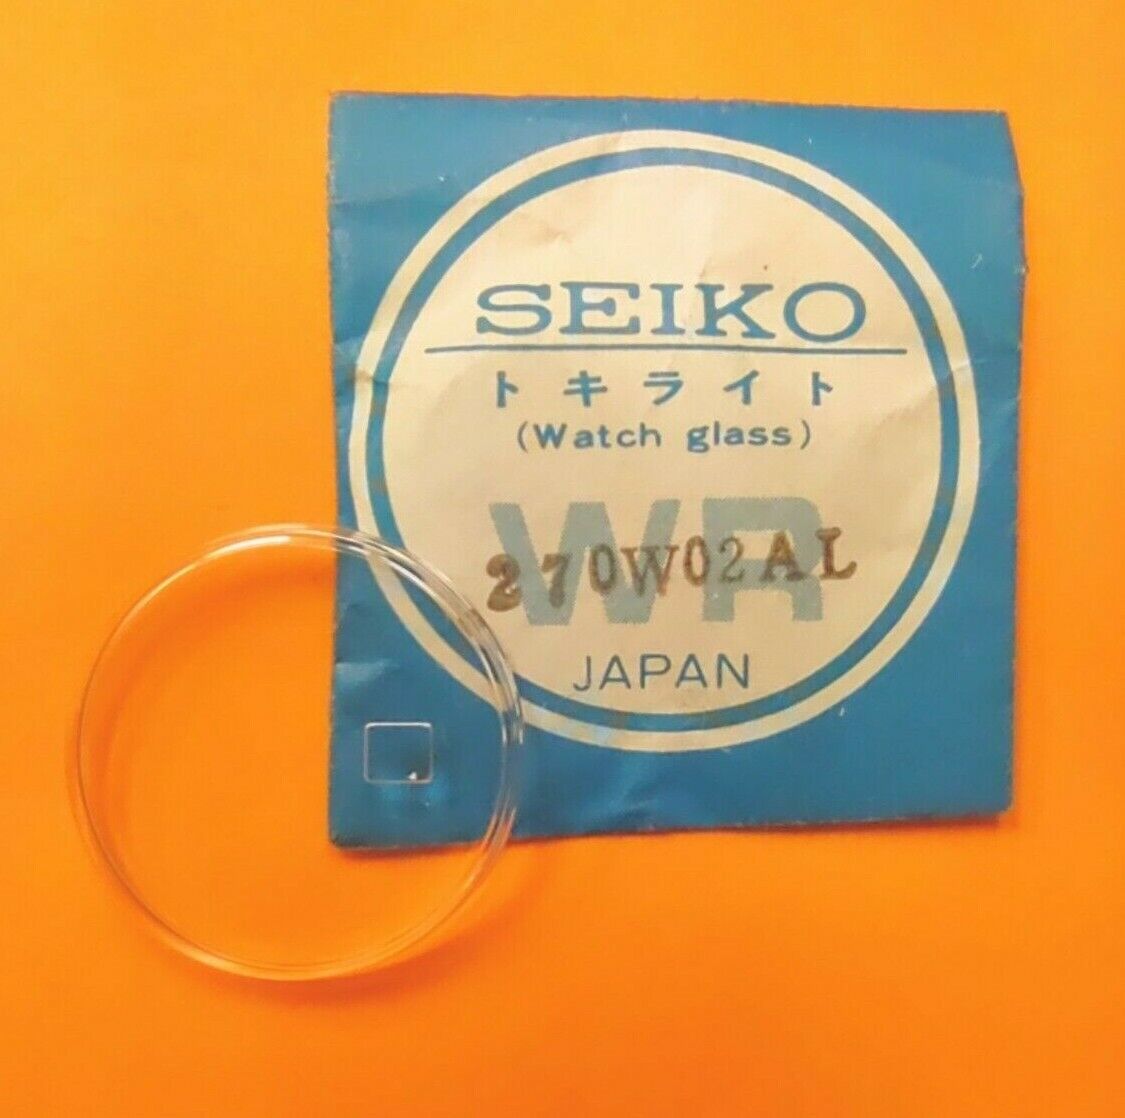 SEIKO
トキライト
(Watch glass)
WR
270W02AL
JAPAN